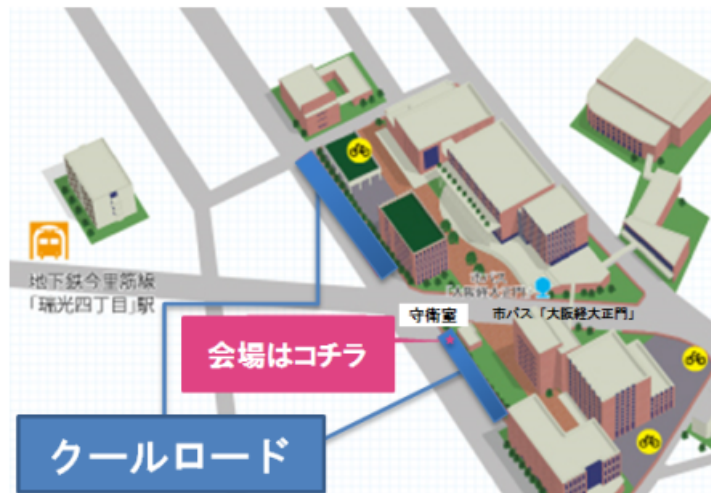 地下鉄今里筋線
「瑞光四丁目」駅
守衛室
市バス「大阪経大正門」
会場はコチラ
クールロード